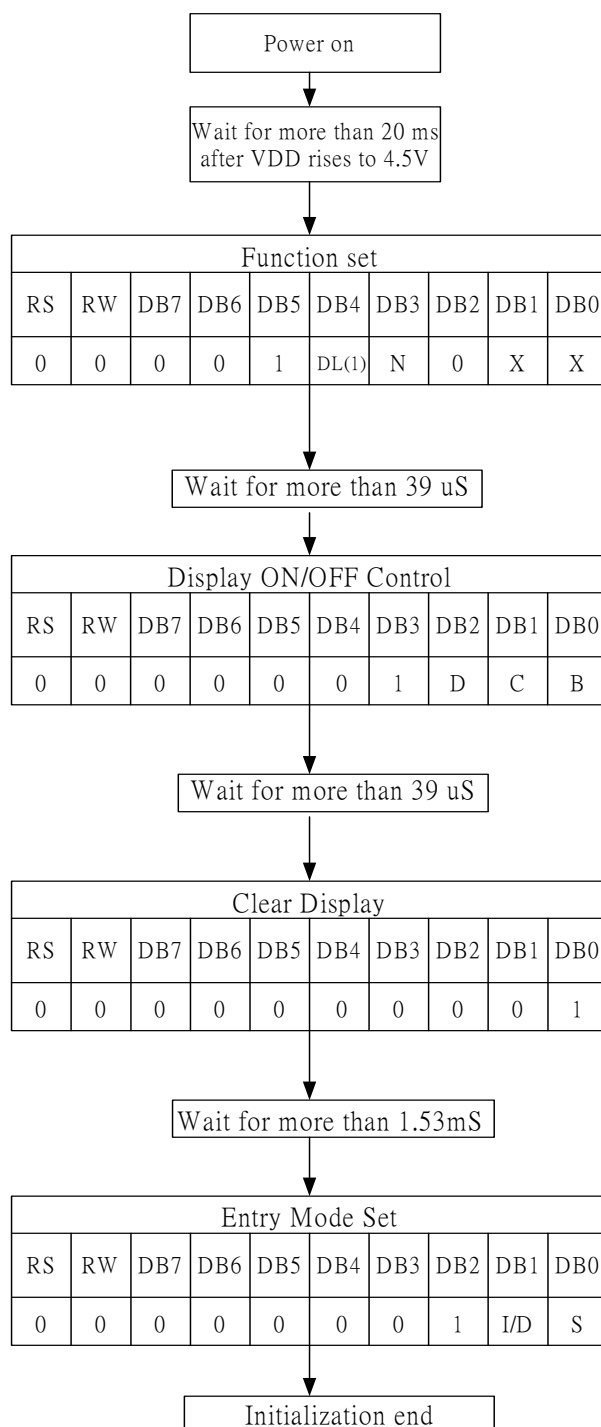 Power on
Wait for more than 20 ms
after VDD rises to 4.5V
Function set
RS RW DB7 DB6 DB5 DB4 DB3 DB2 DB1 DB0
0 0 0 0 1 DL(1) N 0 X X
Wait for more than 39 uS
Display ON/OFF Control
RS RW DB7 DB6 DB5 DB4 DB3 DB2 DB1 DB0
0 0 0 0 0 0 1 D C B
Wait for more than 39 uS
Clear Display
RS RW DB7 DB6 DB5 DB4 DB3 DB2 DB1 DB0
0 0 0 0 0 0 0 0 0 1
Wait for more than 1.53mS
Entry Mode Set
RS RW DB7 DB6 DB5 DB4 DB3 DB2 DB1 DB0
0 0 0 0 0 0 0 1 I/D S
Initialization end